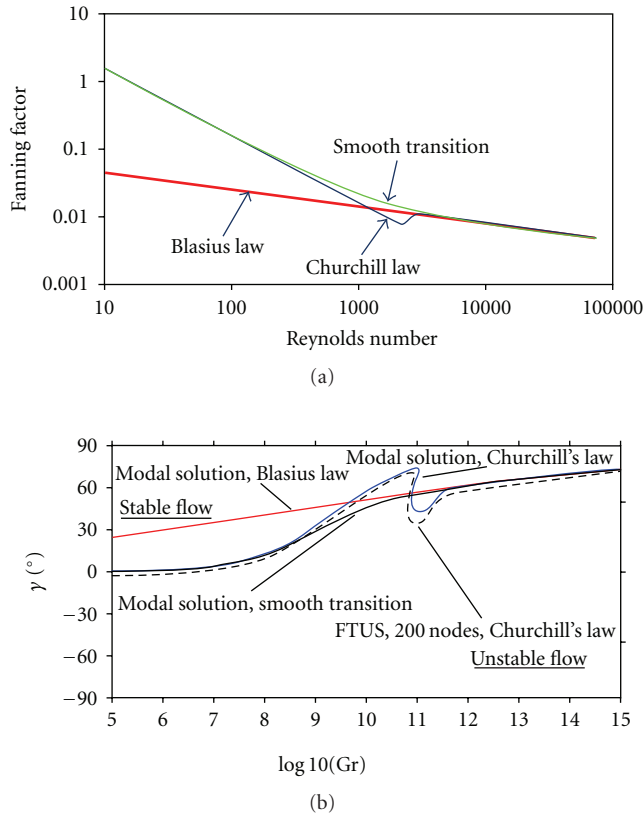 10
1
0.1
0.01
0.001
Fanning factor
Smooth transition
Blasius law
Churchill law
10
100
1000
10000
100000
Reynolds number
(a)
90
60
30
0
−30
−60
−90
γ (°)
Modal solution, Churchill's law
Modal solution, Blasius law
Stable flow
Modal solution, smooth transition
FTUS, 200 nodes, Churchill's law
Unstable flow
5
6
7
8
9
10
11
12
13
14
15
log 10(Gr)
(b)